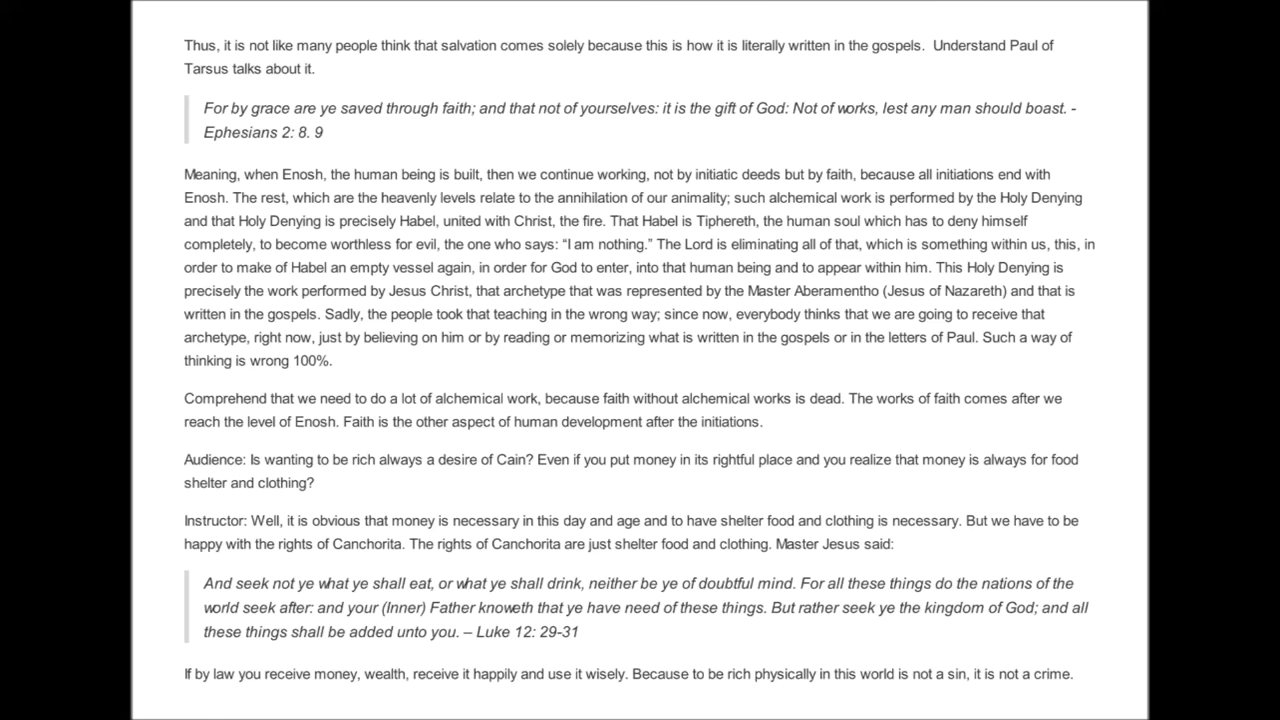 Thus, it is not like many people think that salvation comes solely because this is how it is literally written in the gospels.  Understand Paul of
Tarsus talks about it.
For by grace are ye saved through faith; and that not of yourselves: it is the gift of God: Not of works, lest any man should boast. -
Ephesians 2: 8. 9
Meaning, when Enosh, the human being is built, then we continue working, not by initiatic deeds but by faith, because all initiations end with
Enosh. The rest, which are the heavenly levels relate to the annihilation of our animality; such alchemical work is performed by the Holy Denying
and that Holy Denying is precisely Habel, united with Christ, the fire. That Habel is Tiphereth, the human soul which has to deny himself
completely, to become worthless for evil, the one who says: “I am nothing.” The Lord is eliminating all of that, which is something within us, this, in
order to make of Habel an empty vessel again, in order for God to enter, into that human being and to appear within him. This Holy Denying is
precisely the work performed by Jesus Christ, that archetype that was represented by the Master Aberamentho (Jesus of Nazareth) and that is
written in the gospels. Sadly, the people took that teaching in the wrong way; since now, everybody thinks that we are going to receive that
archetype, right now, just by believing on him or by reading or memorizing what is written in the gospels or in the letters of Paul. Such a way of
thinking is wrong 100%.
Comprehend that we need to do a lot of alchemical work, because faith without alchemical works is dead. The works of faith comes after we
reach the level of Enosh. Faith is the other aspect of human development after the initiations.
Audience: Is wanting to be rich always a desire of Cain? Even if you put money in its rightful place and you realize that money is always for food
shelter and clothing?
Instructor: Well, it is obvious that money is necessary in this day and age and to have shelter food and clothing is necessary. But we have to be
happy with the rights of Canchorita. The rights of Canchorita are just shelter food and clothing. Master Jesus said:
And seek not ye what ye shall eat, or what ye shall drink, neither be ye of doubtful mind. For all these things do the nations of the
world seek after: and your (Inner) Father knoweth that ye have need of these things. But rather seek ye the kingdom of God; and all
these things shall be added unto you. – Luke 12: 29-31
If by law you receive money, wealth, receive it happily and use it wisely. Because to be rich physically in this world is not a sin, it is not a crime.